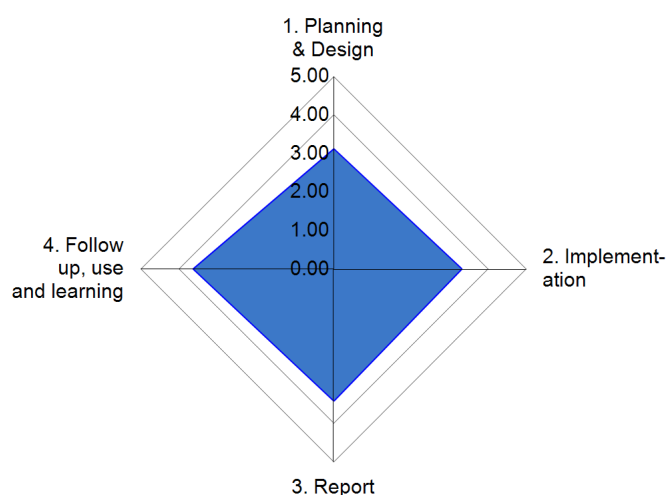 1. Planning
& Design
5.00
4.00
3.00
2.00
1.00
0.00
4. Follow
up, use
and learning
2. Implement-
ation
3. Report